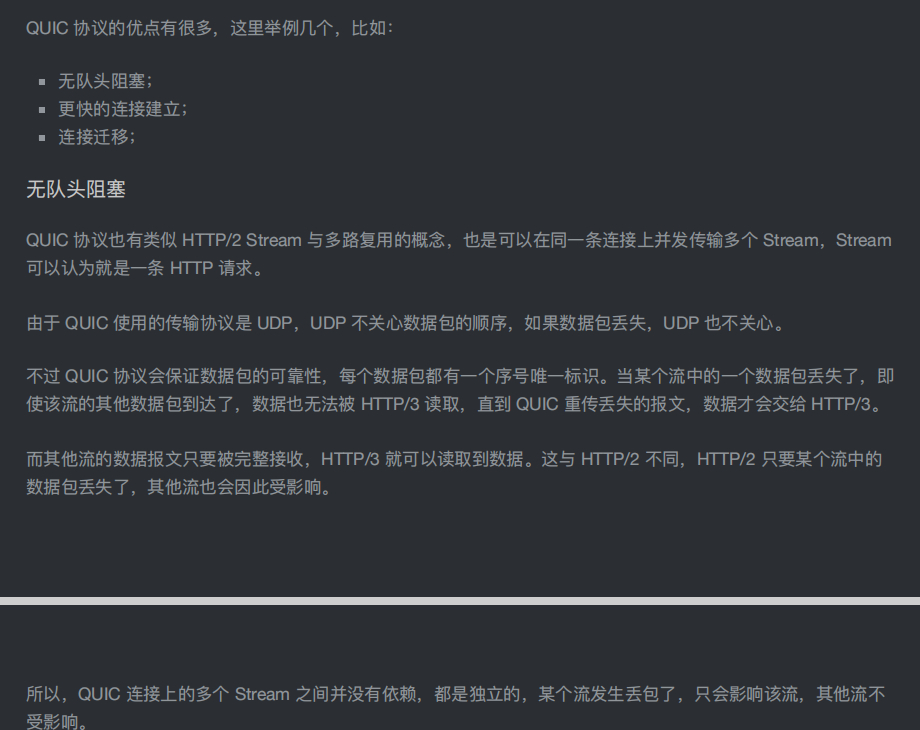 QUIC 协议的优点有很多，这里举例几个，比如：
无队头阻塞；
更快的连接建立；
连接迁移；
无队头阻塞
QUIC 协议也有类似 HTTP/2 Stream 与多路复用的概念，也是可以在同一条连接上并发传输多个 Stream，Stream
可以认为就是一条 HTTP 请求。
由于 QUIC 使用的传输协议是 UDP，UDP 不关心数据包的顺序，如果数据包丢失，UDP 也不关心。
不过 QUIC 协议会保证数据包的可靠性，每个数据包都有一个序号唯一标识。当某个流中的一个数据包丢失了，即
使该流的其他数据包到达了，数据也无法被 HTTP/3 读取，直到 QUIC 重传丢失的报文，数据才会交给 HTTP/3。
而其他流的数据报文只要被完整接收，HTTP/3 就可以读取到数据。这与 HTTP/2 不同，HTTP/2 只要某个流中的
数据包丢失了，其他流也会因此受影响。
所以，QUIC 连接上的多个 Stream 之间并没有依赖，都是独立的，某个流发生丢包了，只会影响该流，其他流不
受影响。